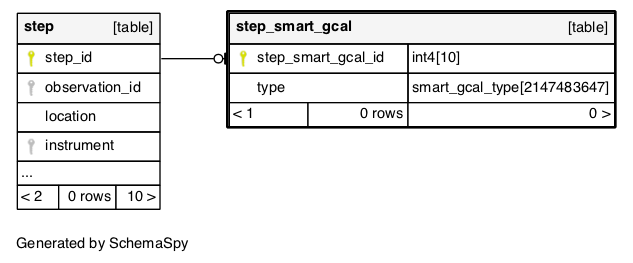 step [table]
step_id
observation_id
location
instrument
...
< 2 0 rows 10 >
step_smart_gcal [table]
step_smart_gcal_id int4[10]
type smart_gcal_type[2147483647]
< 1 0 rows 0 >
Generated by SchemaSpy